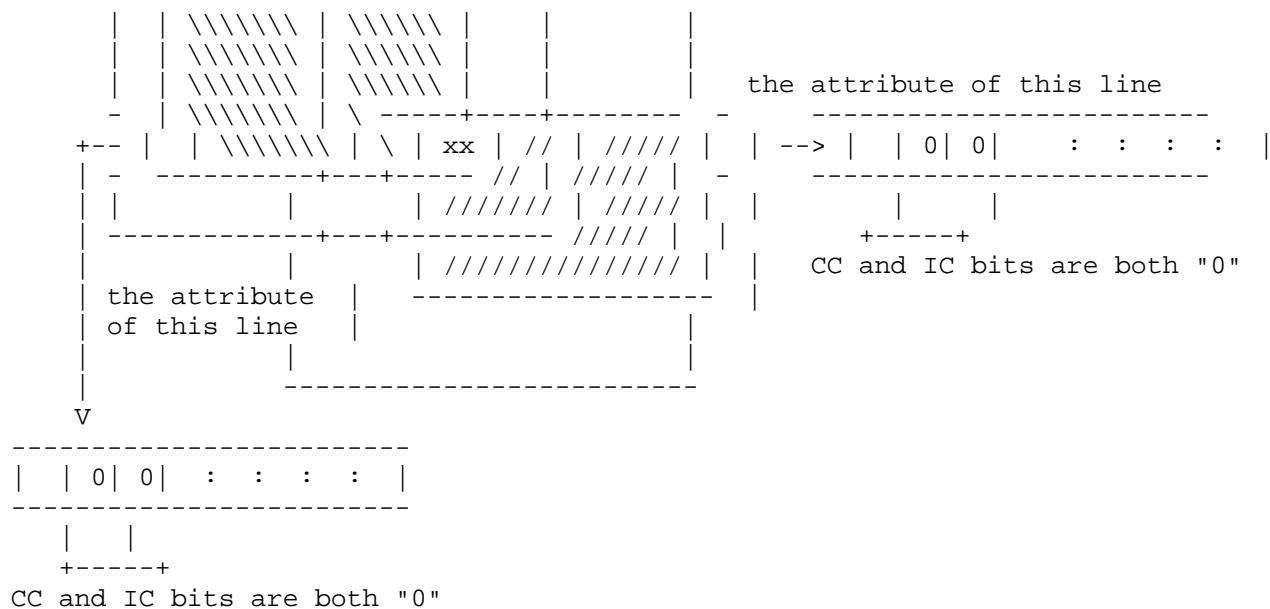 | | \\\\\\\ | \\\\\\ | | |
| | \\\\\\\ | \\\\\\ | | |
| | \\\\\\\ | \\\\\\ | | | the attribute of this line
- | \\\\\\\ | \ -----+----+-------- - -------------------------
+-- | | \\\\\\\ | \ | xx | // | ///// | | --> | | 0| 0| : : : : |
| - ----------+---+----- // | ///// | - -------------------------
| | | | /////// | ///// | | | |
| -------------+---+---------- ///// | | +-----+
| | | /////////////// | | CC and IC bits are both "0"
| the attribute | ------------------- |
| of this line | |
| | |
| --------------------------
V
-------------------------
| | 0| 0| : : : : |
-------------------------
| |
+-----+
CC and IC bits are both "0"